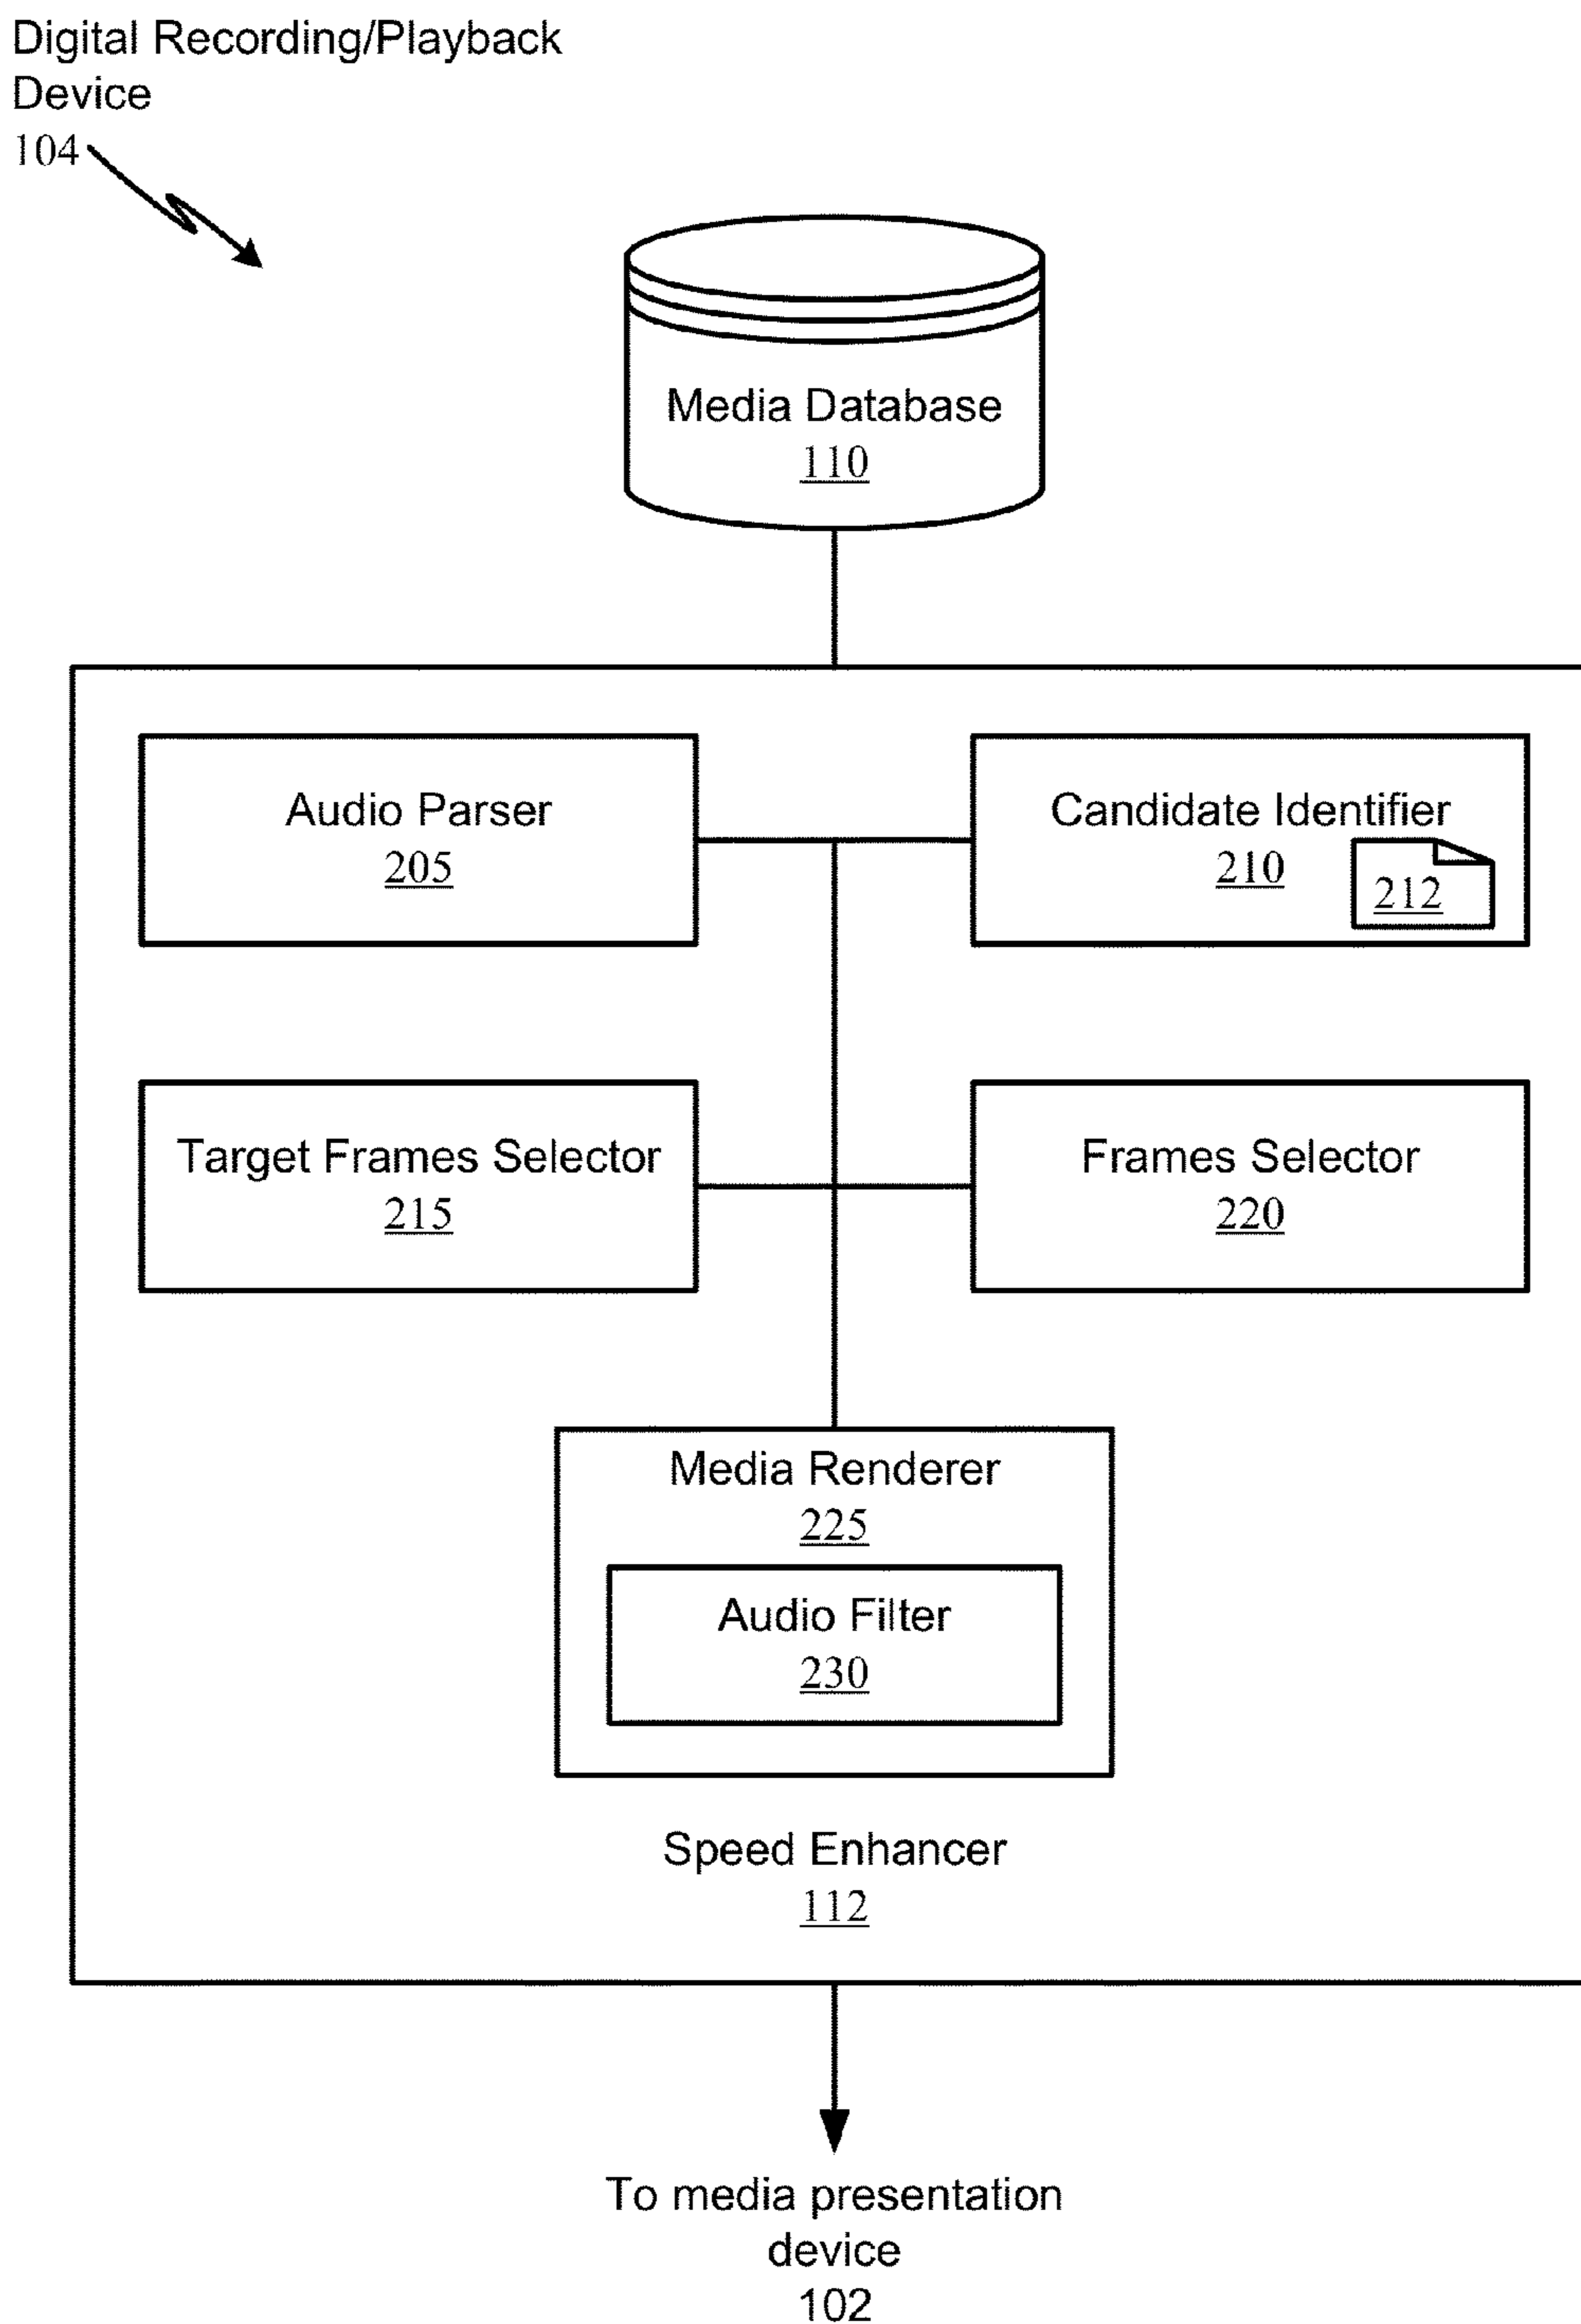 Digital Recording/Playback
Device
104
Media Database
110
Audio Parser
205
Candidate Identifier
210
212
Target Frames Selector
215
Frames Selector
220
Media Renderer
225
Audio Filter
230
Speed Enhancer
112
To media presentation
device
102